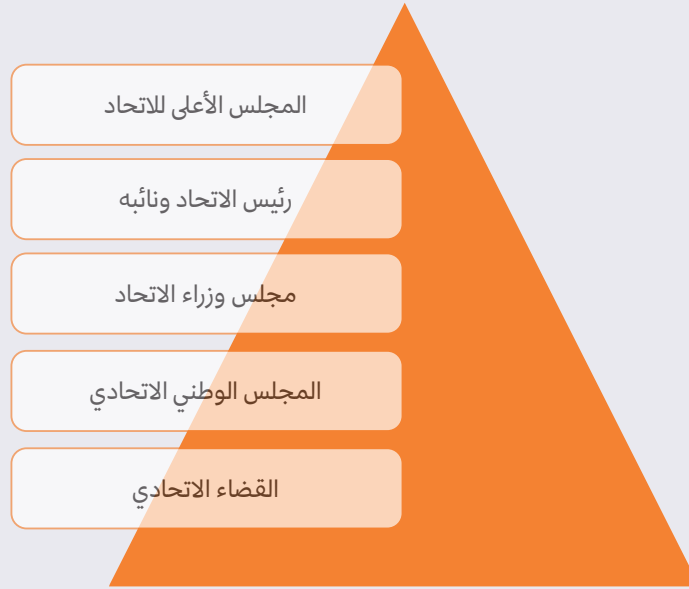 المجلس الأعلى للاتحاد
رئيس الاتحاد ونائبه
مجلس وزراء الاتحاد
المجلس الوطني الاتحادي
القضاء الاتحادي